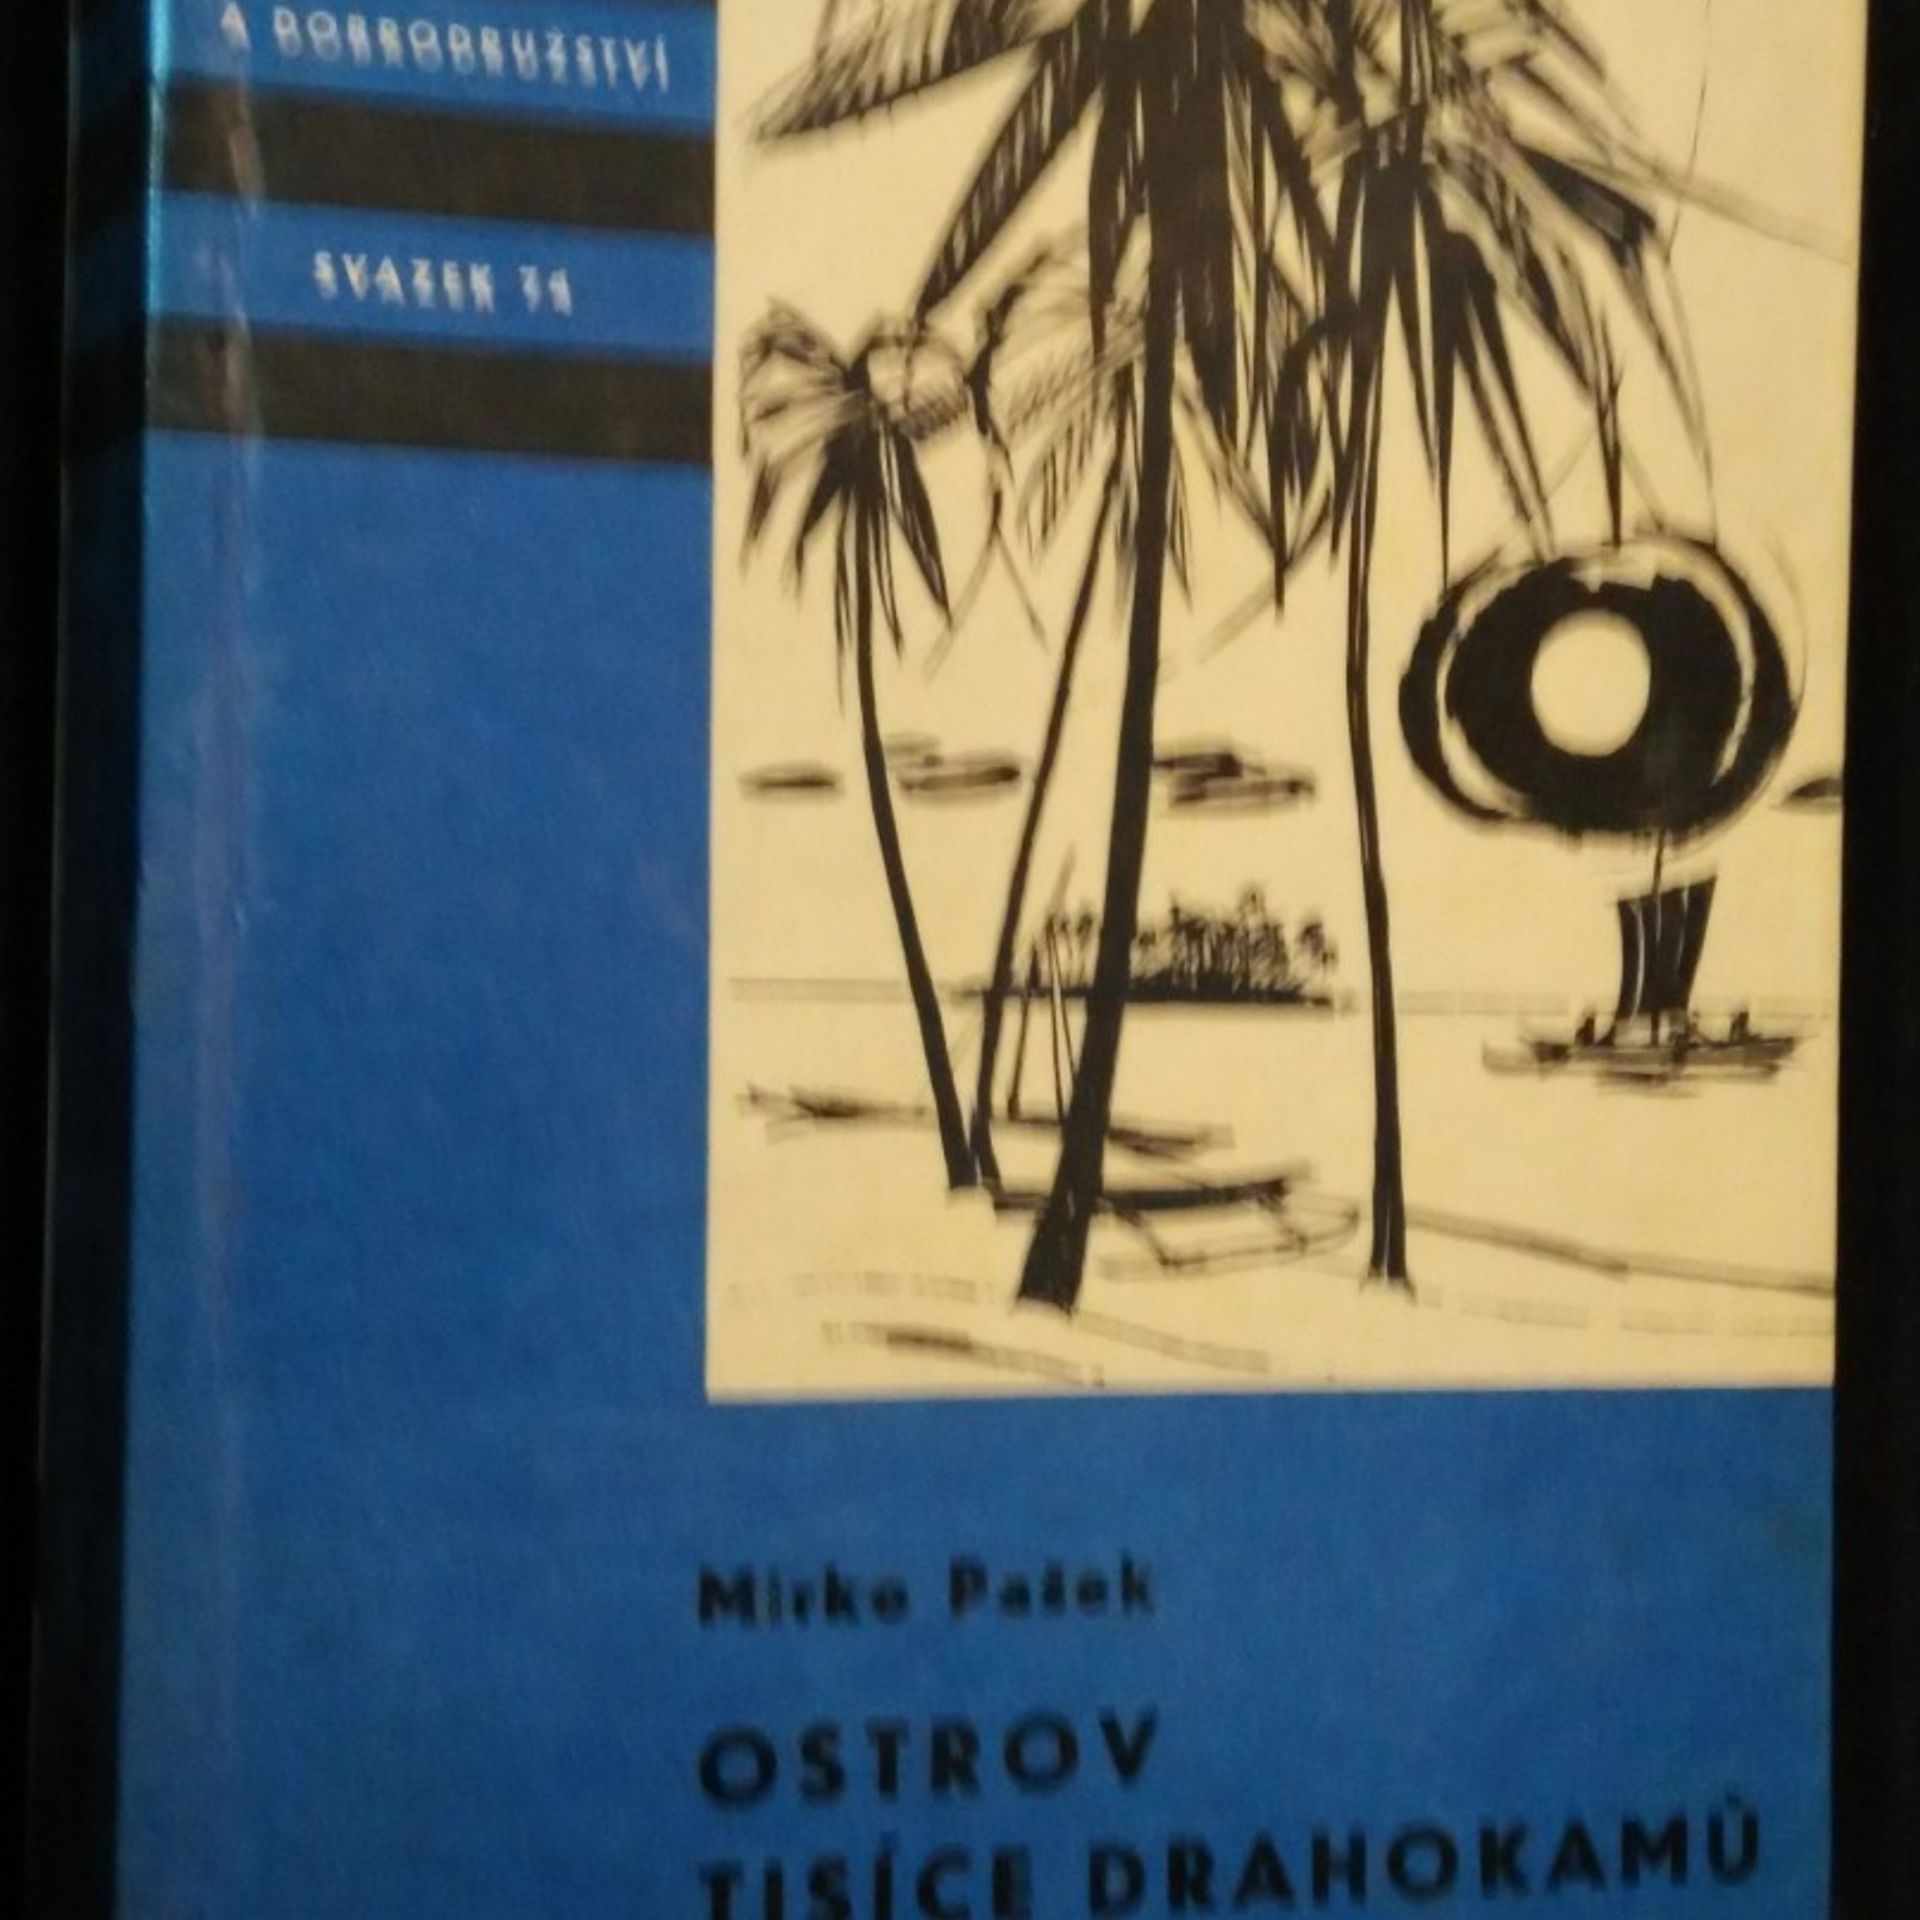 A DOBRODRUŽSTVÍ
SVAZEK 74
Mirko Pašek
OSTROV
TISÍCE DRAHOKAMŮ